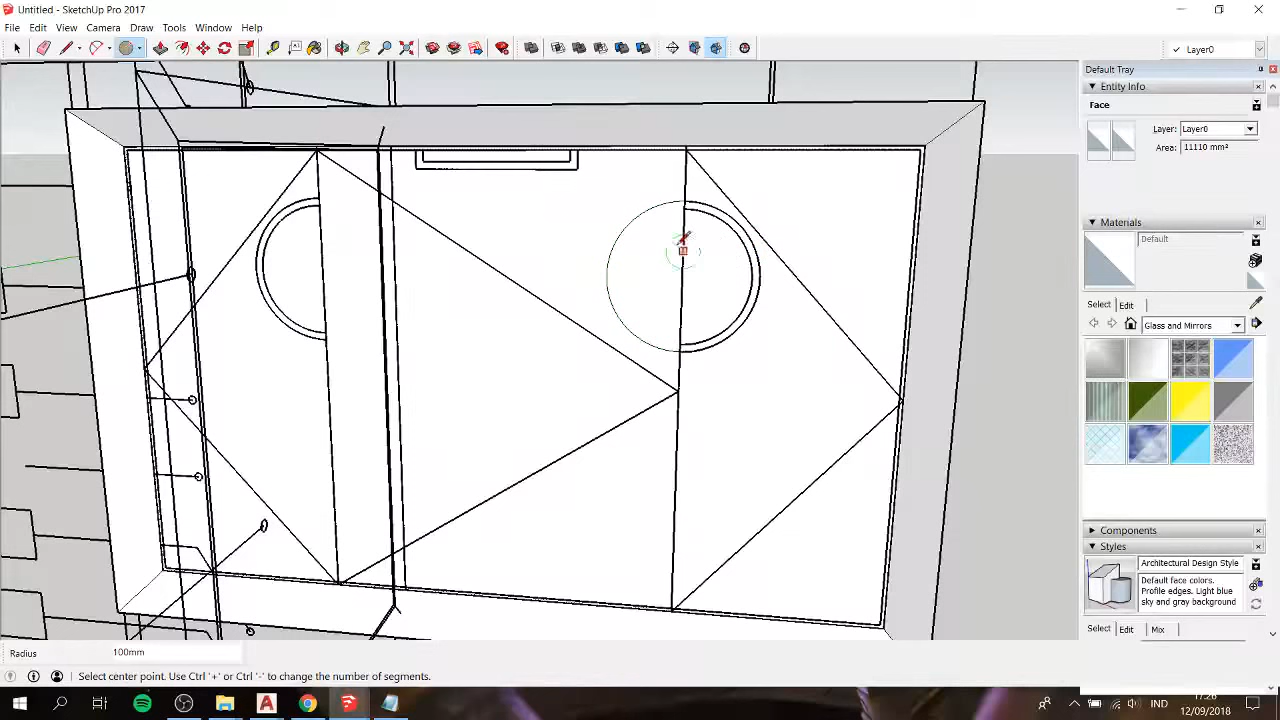 Untitled - SketchUp Pro 2017
File Edit View Camera Draw Tools Window Help
Layer0
Default Tray
Entity Info
Face
Layer: Layer0
Area: 11110 mm²
Materials
Default
Select Edit
Glass and Mirrors
Components
Styles
Architectural Design Style
Default face colors.
Profile edges. Light blue
sky and gray background
Select Edit Mix
Radius 100mm
Select center point. Use Ctrl '+' or Ctrl '-' to change the number of segments.
IND
17:26
12/09/2018